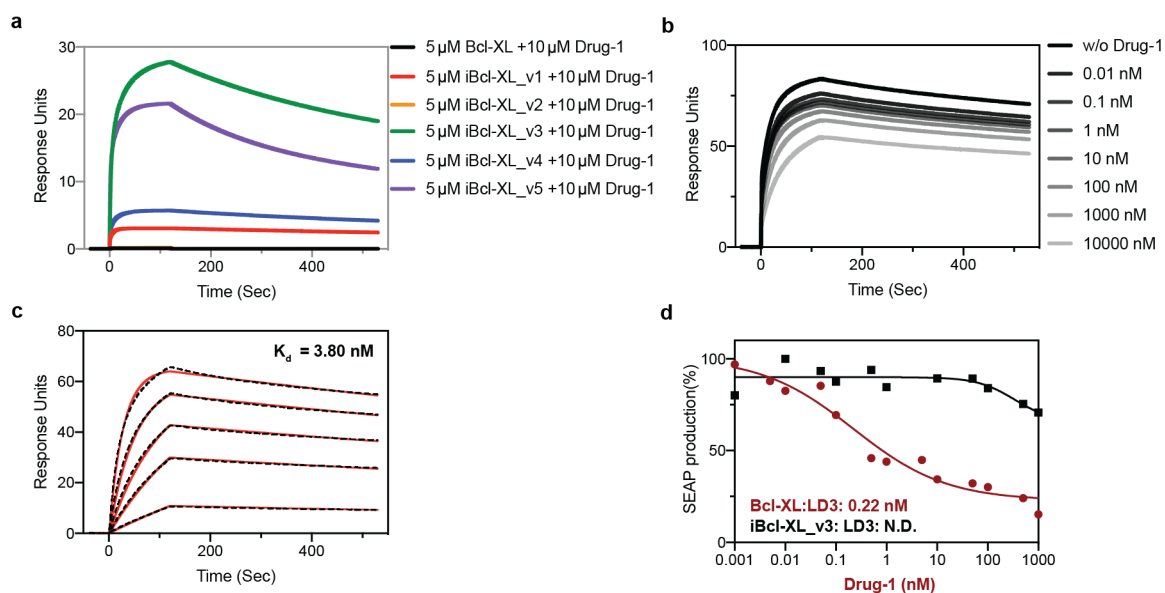 a
30
20
10
0
Response Units
0
200
400
Time (Sec)
5 μM Bcl-XL +10 μM Drug-1
5 μM iBcl-XL_v1 +10 μM Drug-1
5 μM iBcl-XL_v2 +10 μM Drug-1
5 μM iBcl-XL_v3 +10 μM Drug-1
5 μM iBcl-XL_v4 +10 μM Drug-1
5 μM iBcl-XL_v5 +10 μM Drug-1
b
100
50
0
Response Units
0
200
400
Time (Sec)
w/o Drug-1
0.01 nM
0.1 nM
1 nM
10 nM
100 nM
1000 nM
10000 nM
c
80
60
40
20
0
Response Units
Kd = 3.80 nM
0
200
400
Time (Sec)
d
100
50
0
SEAP production(%)
Bcl-XL:LD3: 0.22 nM
iBcl-XL_v3: LD3: N.D.
0.001
0.01
0.1
1
10
100
1000
Drug-1 (nM)